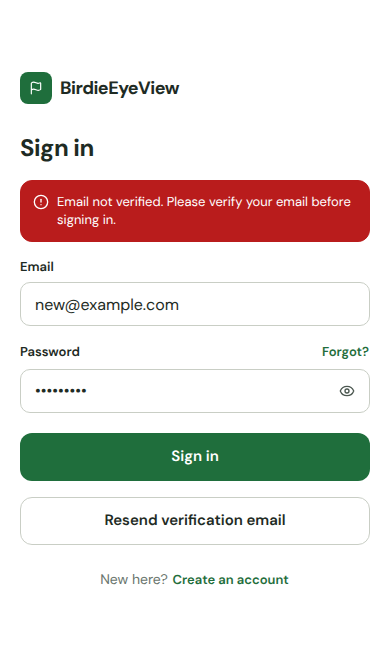 BirdieEyeView
Sign in
Email not verified. Please verify your email before
signing in.
Email
new@example.com
Password
Forgot?
•••••••••
Sign in
Resend verification email
New here? Create an account